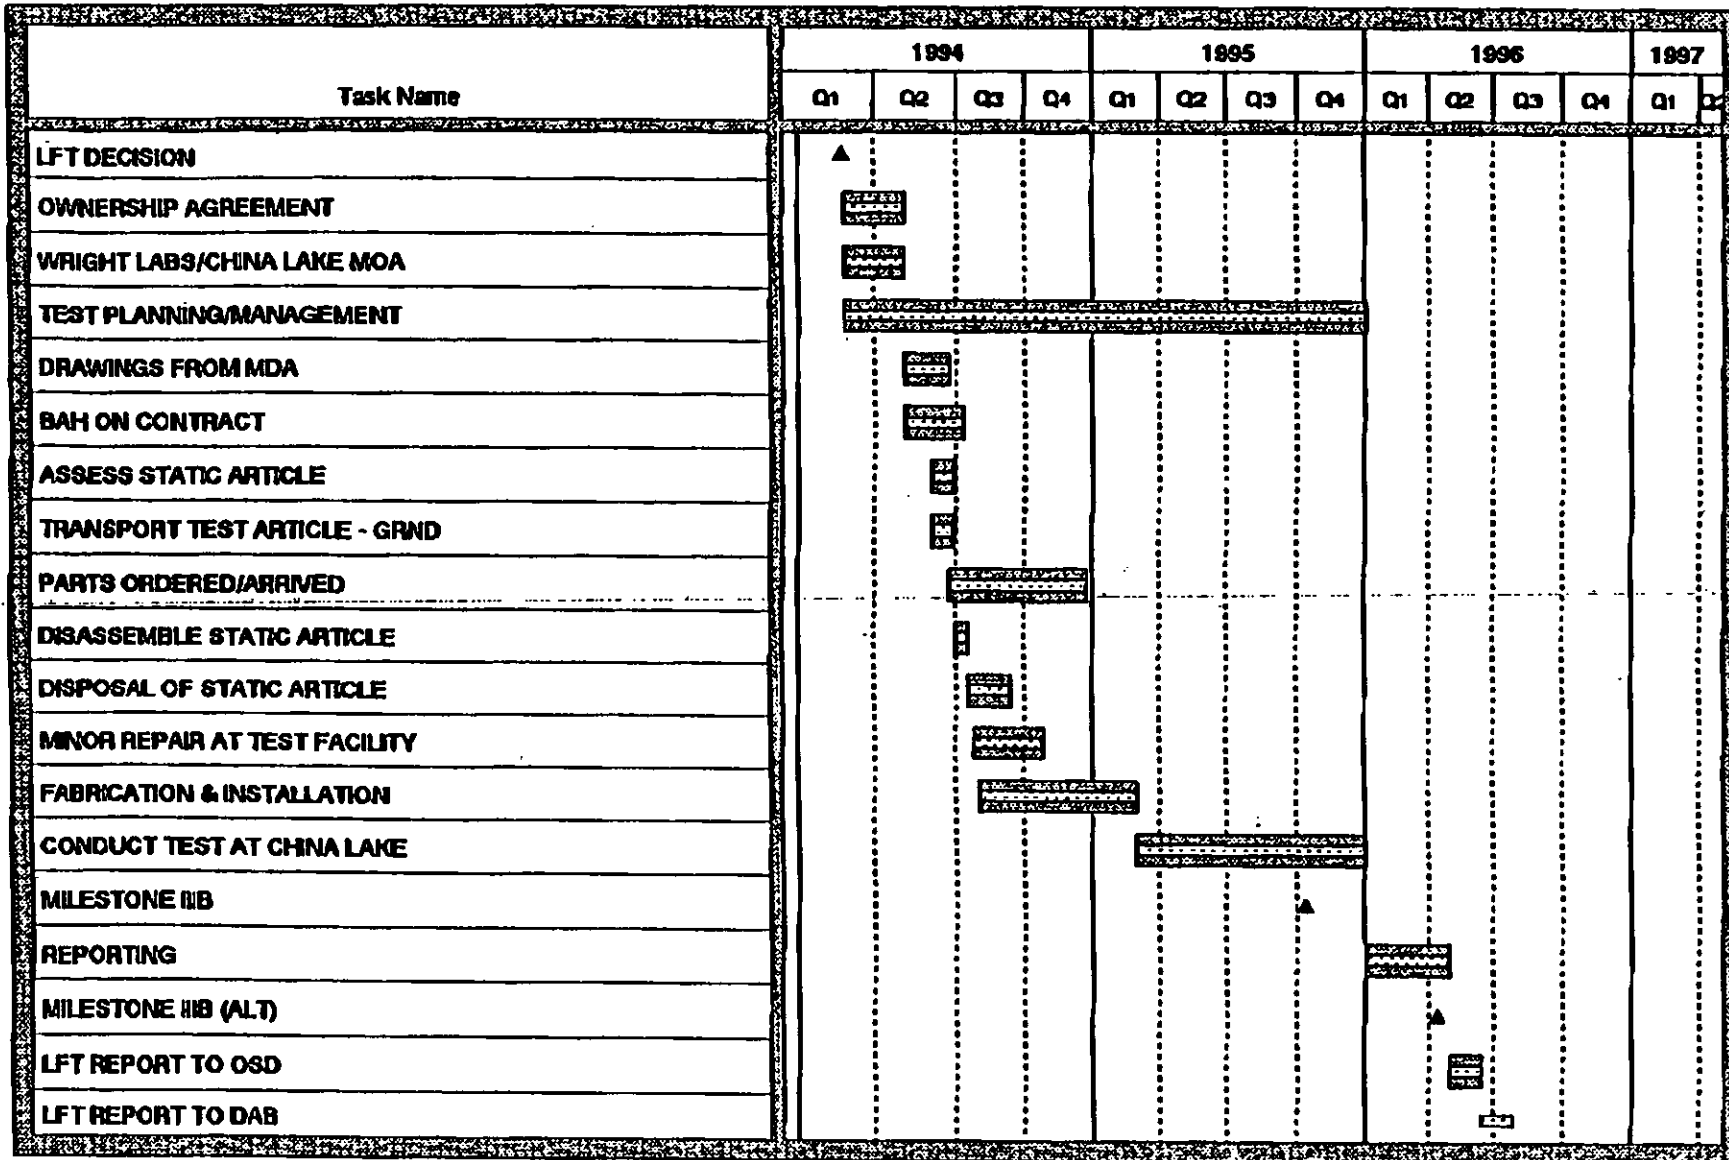 1994 1995 1996 1997
Task Name Q1 Q2 Q3 Q4 Q1 Q2 Q3 Q4 Q1 Q2 Q3 Q4 Q1 Q2
LFT DECISION
OWNERSHIP AGREEMENT
WRIGHT LABS/CHINA LAKE MOA
TEST PLANNING/MANAGEMENT
DRAWINGS FROM MDA
BAH ON CONTRACT
ASSESS STATIC ARTICLE
TRANSPORT TEST ARTICLE - GRND
PARTS ORDERED/ARRIVED
DISASSEMBLE STATIC ARTICLE
DISPOSAL OF STATIC ARTICLE
MINOR REPAIR AT TEST FACILITY
FABRICATION & INSTALLATION
CONDUCT TEST AT CHINA LAKE
MILESTONE IIIB
REPORTING
MILESTONE IIIB (ALT)
LFT REPORT TO OSD
LFT REPORT TO DAB